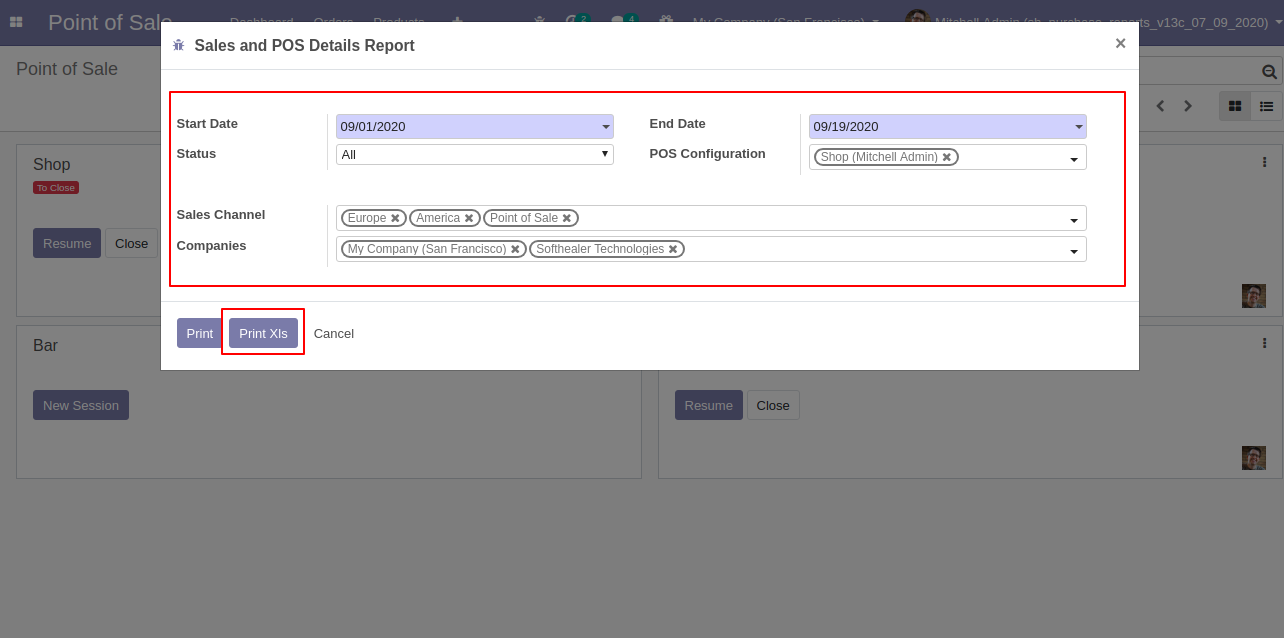 Point of Sale Dashboard Orders Products 2 4 My Company (San Francisco) Mitchell Admin (sh_purchase_reports_v13c_07_09_2020)
Sales and POS Details Report ×
Point of Sale
Start Date 09/01/2020 End Date 09/19/2020
Status All POS Configuration Shop (Mitchell Admin)
Shop
To Close
Sales Channel Europe America Point of Sale
Resume Close
Companies My Company (San Francisco) Softhealer Technologies
Print Print Xls Cancel
Bar
New Session
Resume Close